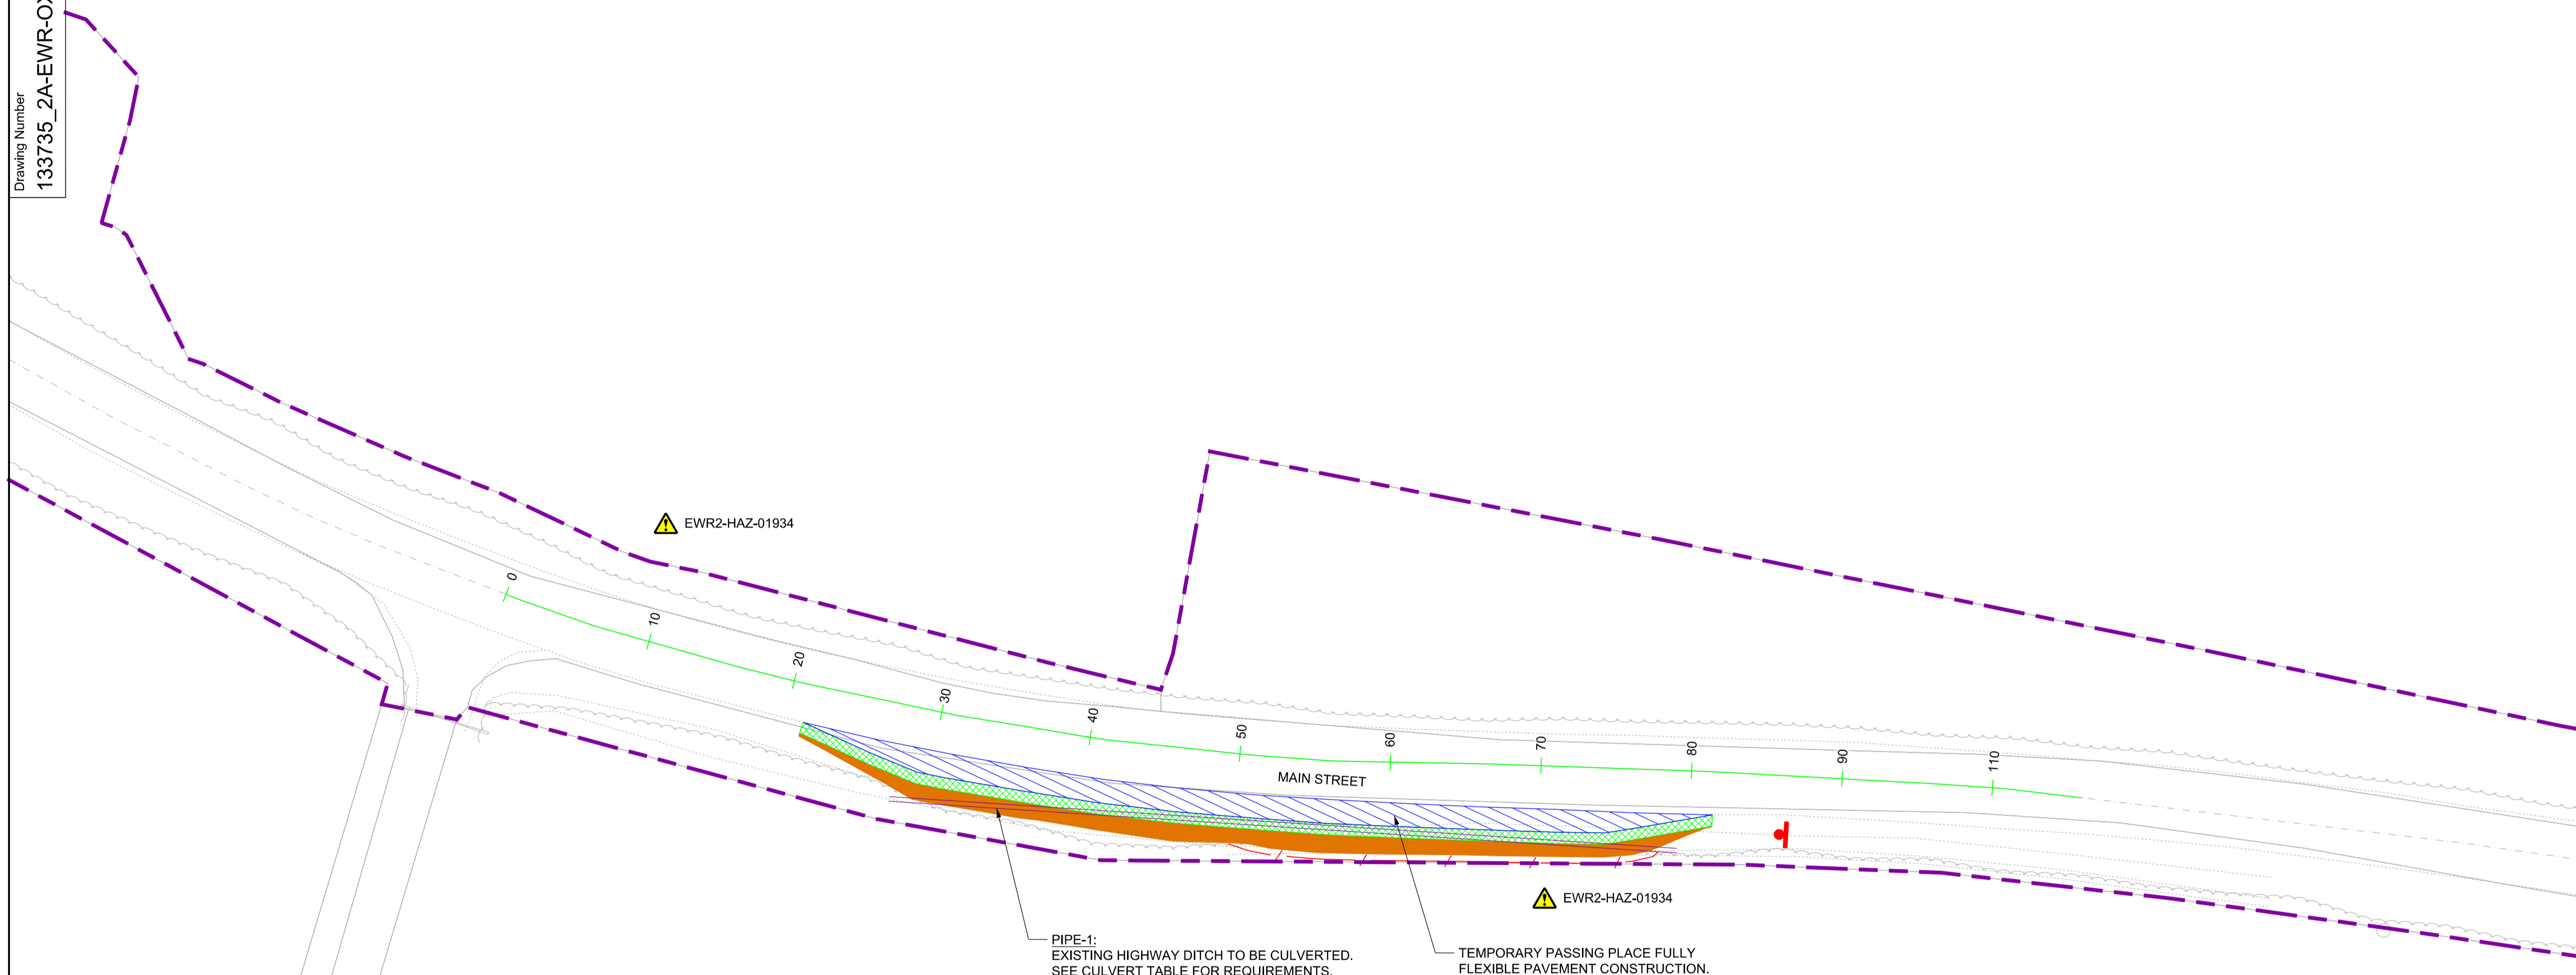 Drawing Number
133735_2A-EWR-OX
EWR2-HAZ-01934
0
10
20
30
40
50
60
70
80
90
110
MAIN STREET
EWR2-HAZ-01934
PIPE-1:
EXISTING HIGHWAY DITCH TO BE CULVERTED.
SEE CULVERT TABLE FOR REQUIREMENTS.
TEMPORARY PASSING PLACE FULLY
FLEXIBLE PAVEMENT CONSTRUCTION.